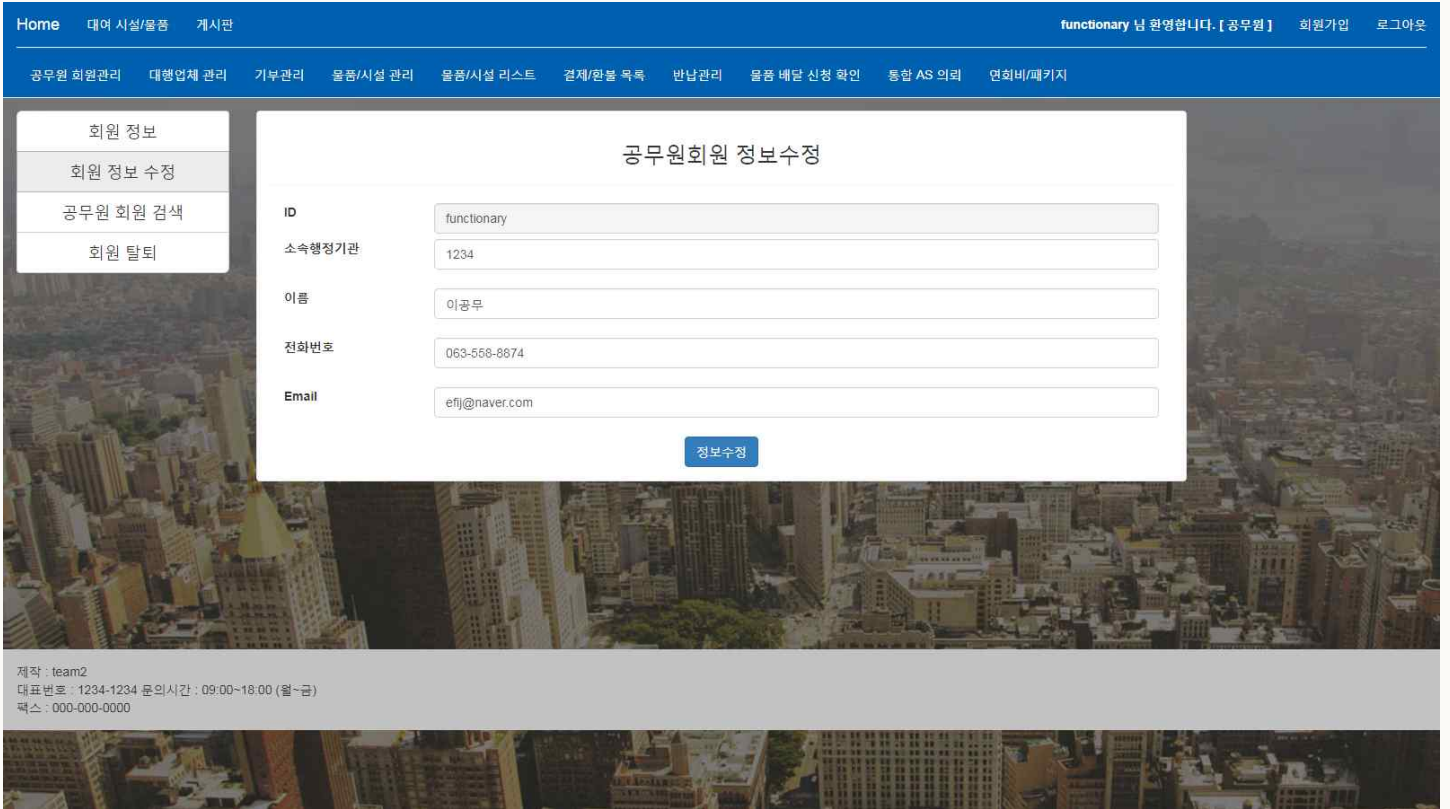 Home 대여 시설/물품 게시판 functionary 님 환영합니다. [ 공무원 ] 회원가입 로그아웃
공무원 회원관리 대행업체 관리 기부관리 물품/시설 관리 물품/시설 리스트 결제/환불 목록 반납관리 물품 배달 신청 확인 통합 AS 의뢰 연회비/패키지
회원 정보
회원 정보 수정
공무원 회원 검색
회원 탈퇴
공무원회원 정보수정
ID functionary
소속행정기관 1234
이름 이공무
전화번호 063-558-8874
Email efij@naver.com
정보수정
제작 : team2
대표번호 : 1234-1234 문의시간 : 09:00~18:00 (월~금)
팩스 : 000-000-0000